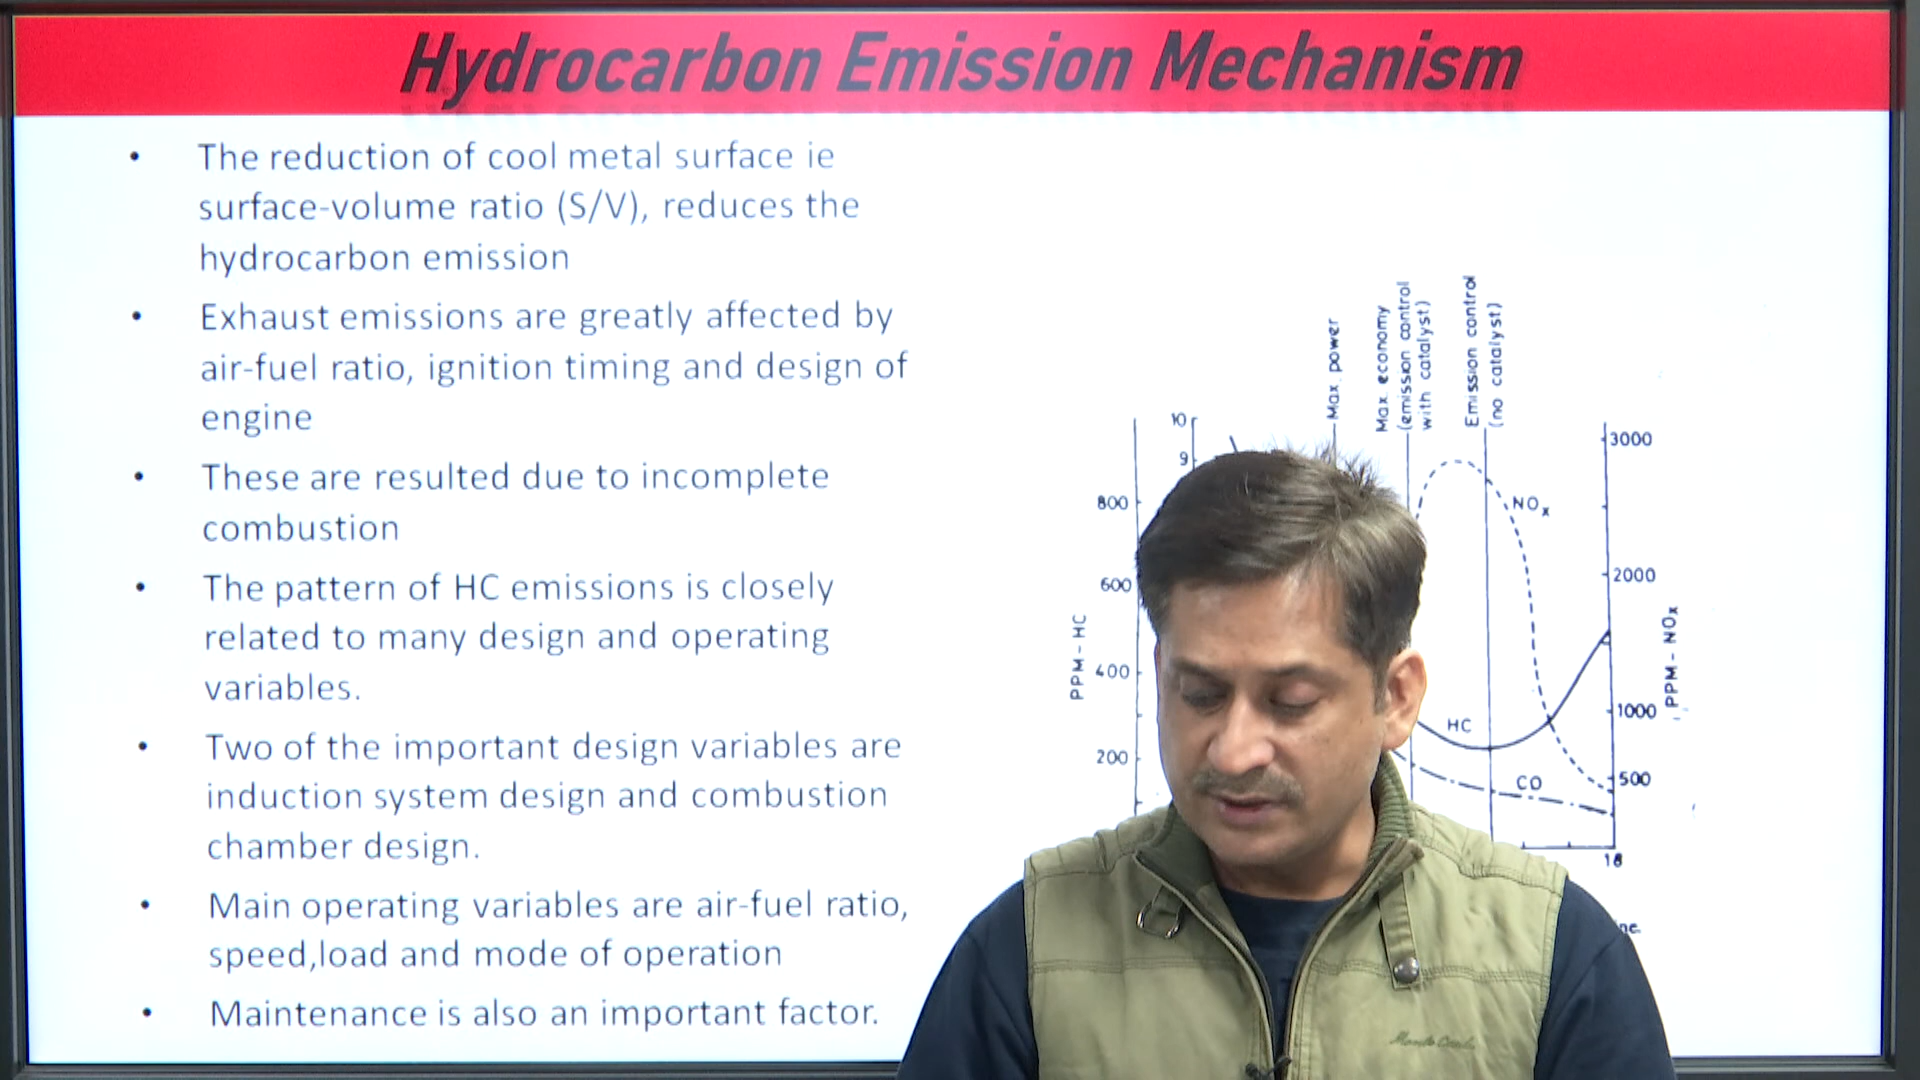 Hydrocarbon Emission Mechanism
• The reduction of cool metal surface ie
surface-volume ratio (S/V), reduces the
hydrocarbon emission
• Exhaust emissions are greatly affected by
air-fuel ratio, ignition timing and design of
engine
• These are resulted due to incomplete
combustion
• The pattern of HC emissions is closely
related to many design and operating
variables.
• Two of the important design variables are
induction system design and combustion
chamber design.
• Main operating variables are air-fuel ratio,
speed,load and mode of operation
• Maintenance is also an important factor.
Max. power
Max. economy
(emission control
with catalyst)
Emission control
(no catalyst)
10
9
800
600
400
200
PPM - HC
NOx
HC
CO
3000
2000
1000
500
PPM - NOx
18